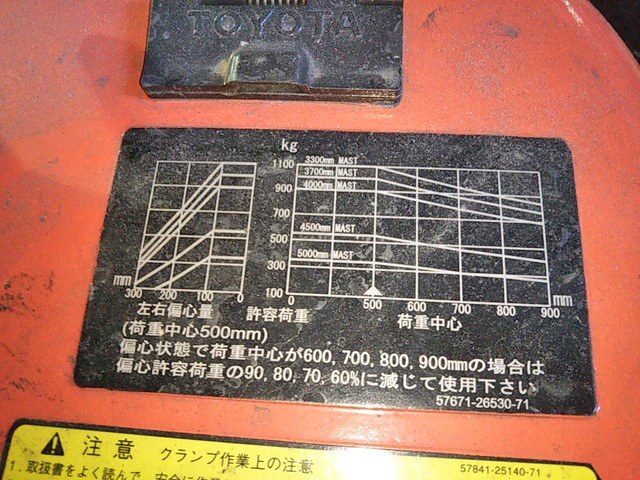 TOYOTA
kg
1100
900
700
500
300
100
3300mm MAST
3700mm MAST
4000mm MAST
4500mm MAST
5000mm MAST
mm
300 200 100 0
0 500 600 700 800 900
mm
左右偏心量 許容荷重 荷重中心
(荷重中心500mm)
偏心状態で荷重中心が600, 700, 800, 900mmの場合は
偏心許容荷重の90, 80, 70, 60%に減じて使用下さい
57671-26530-71
注意 クランプ作業上の注意
57841-25140-71
1. 取扱書をよく読んで、安全に作